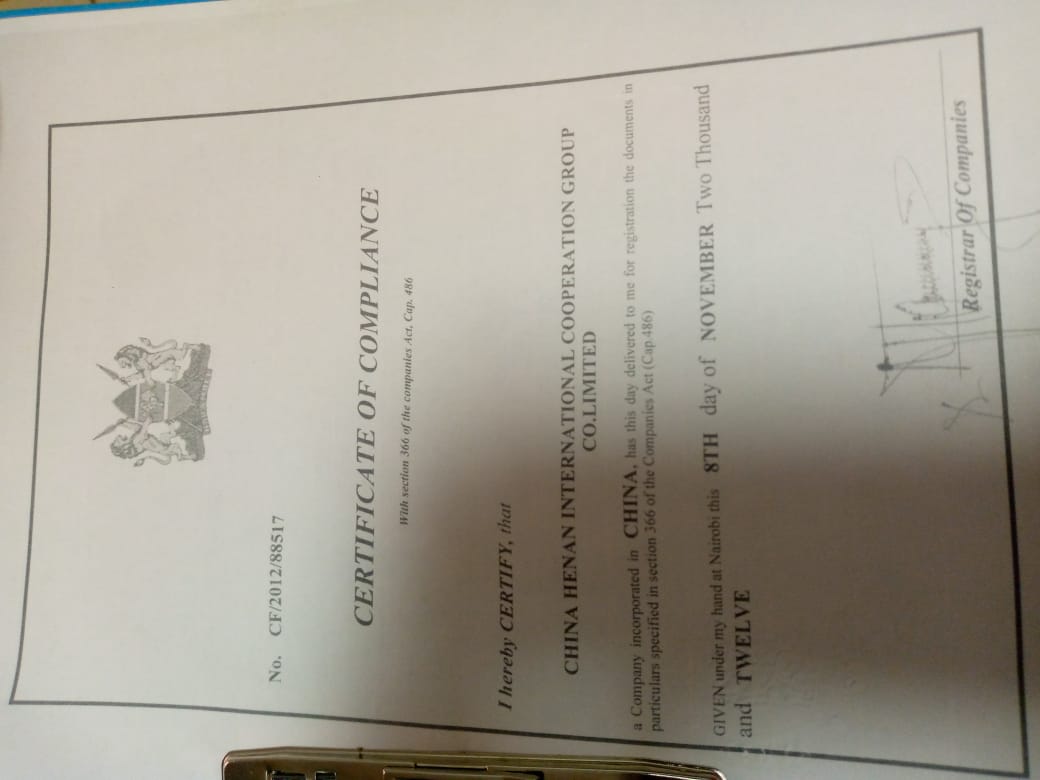 No. CF/2012/88517
CERTIFICATE OF COMPLIANCE
With section 366 of the companies Act, Cap. 486
I hereby CERTIFY, that
CHINA HENAN INTERNATIONAL COOPERATION GROUP
CO.LIMITED
a Company incorporated in CHINA, has this day delivered to me for registration the documents in
particulars specified in section 366 of the Companies Act (Cap 486)
GIVEN under my hand at Nairobi this 8TH day of NOVEMBER Two Thousand
and TWELVE
Registrar Of Companies